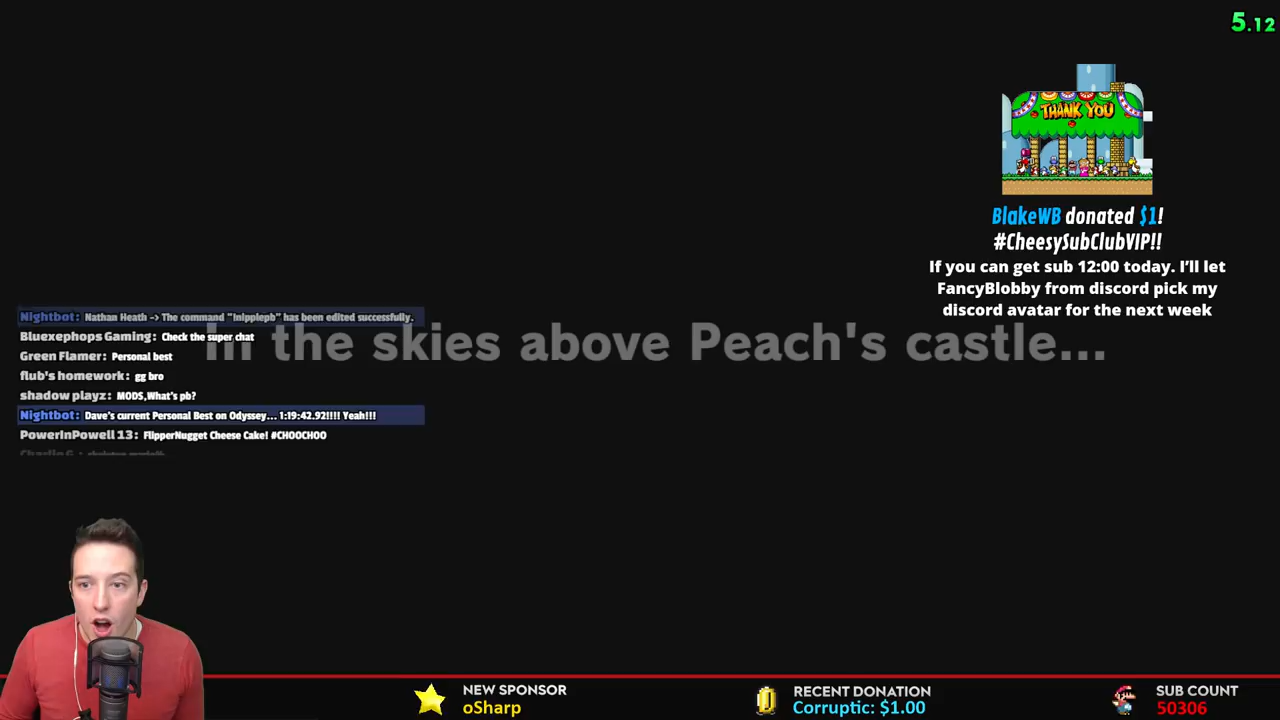 5.12
THANK YOU
BlakeWB donated $1!
#CheesySubClubVIP!!
If you can get sub 12:00 today. I'll let
FancyBlobby from discord pick my
discord avatar for the next week
Nightbot: Nathan Heath -> The command "!nipplepb" has been edited successfully.
Bluexephops Gaming: Check the super chat
In the skies above Peach's castle...
Green Flamer: Personal best
flub's homework: gg bro
shadow playz: MODS,What's pb?
Nightbot: Dave's current Personal Best on Odyssey... 1:19:42.92!!!! Yeah!!!
PowerInPowell 13: FlipperNugget Cheese Cake! #CHOOCHOO
NEW SPONSOR
oSharp
RECENT DONATION
Corruptic: $1.00
SUB COUNT
50306